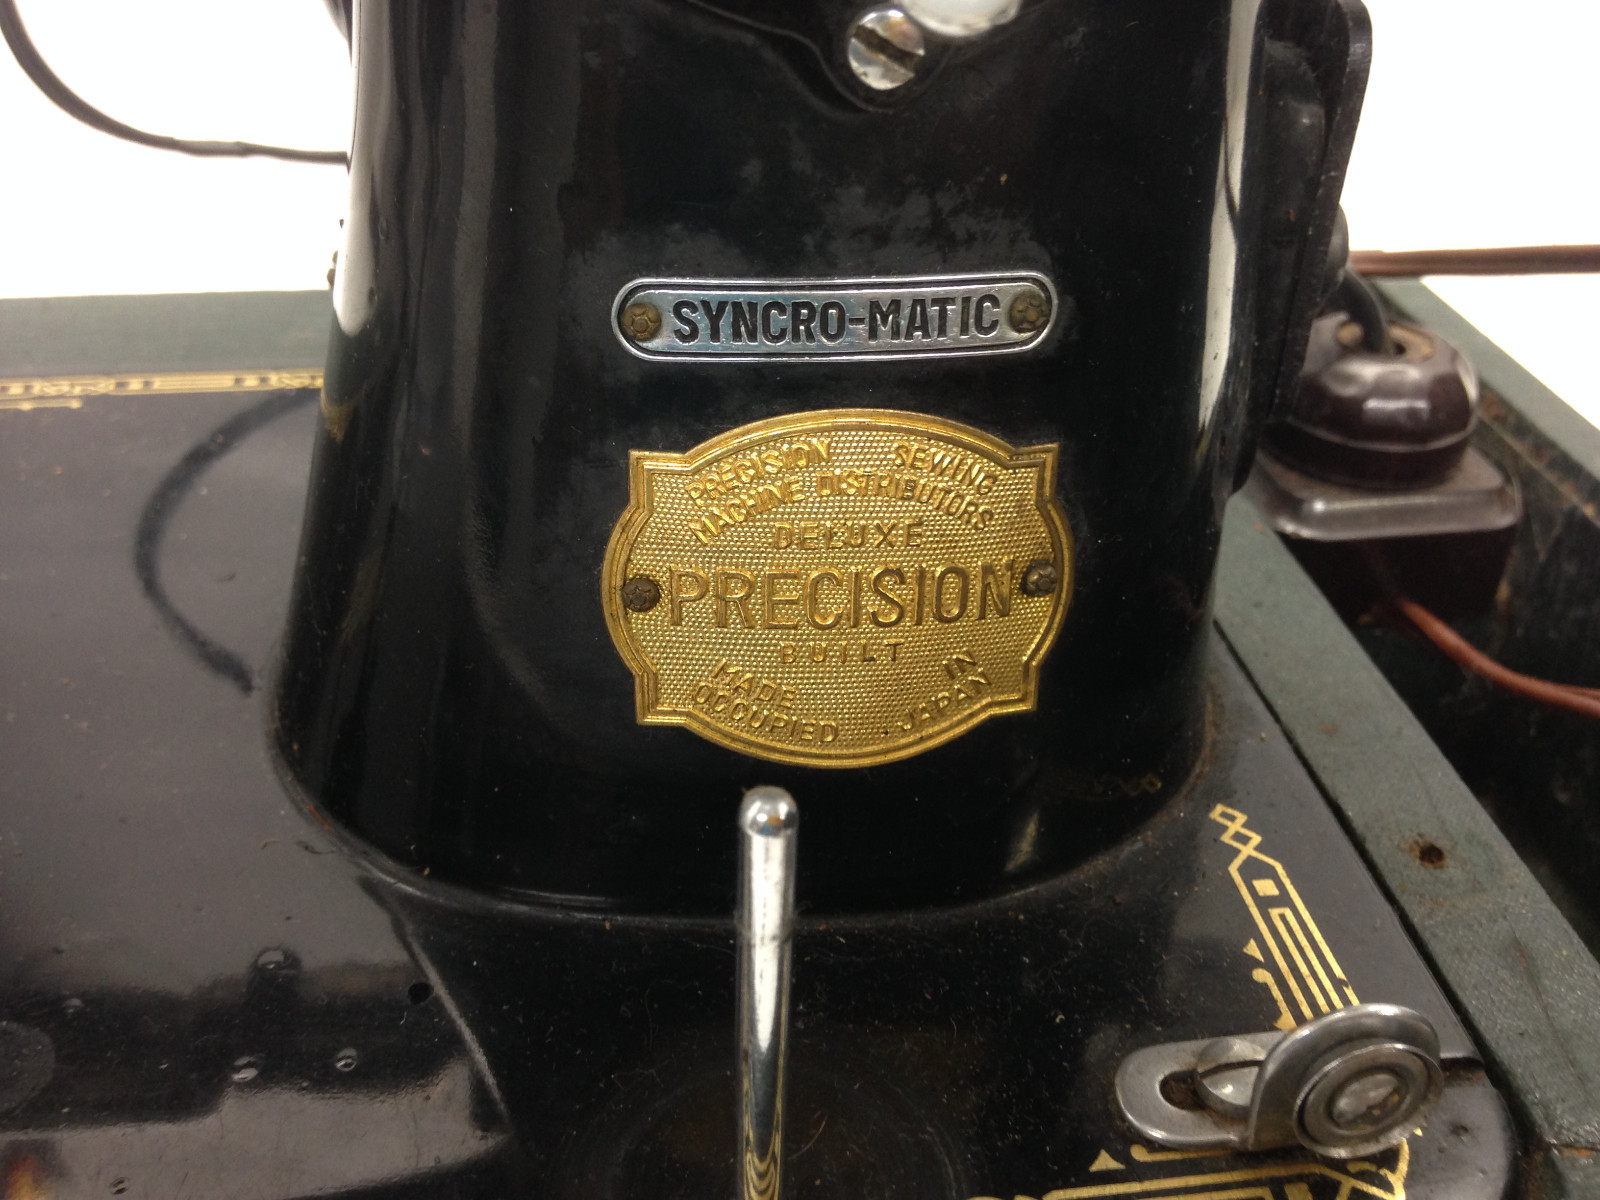 SYNCRO-MATIC
PRECISION SEWING
MACHINE DISTRIBUTORS
DELUXE
PRECISION
BUILT
MADE IN
OCCUPIED JAPAN